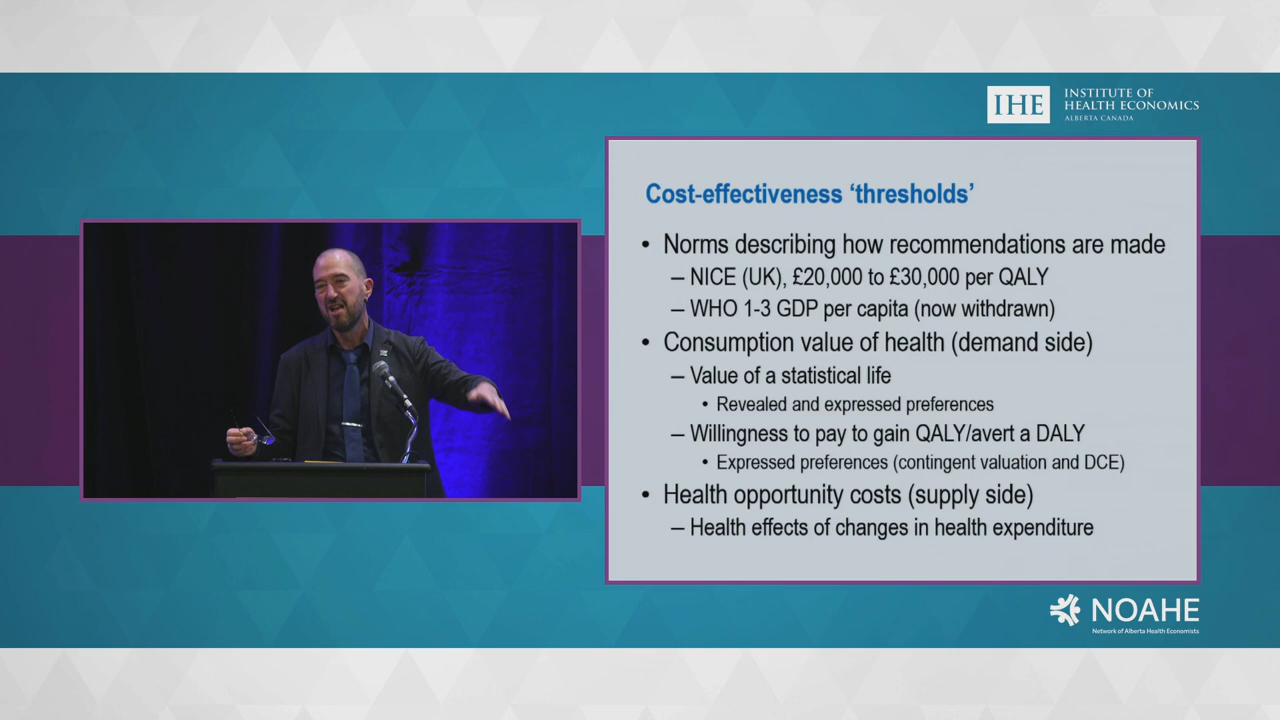 IHE
INSTITUTE OF
HEALTH ECONOMICS
ALBERTA CANADA
Cost-effectiveness ‘thresholds’
• Norms describing how recommendations are made
– NICE (UK), £20,000 to £30,000 per QALY
– WHO 1-3 GDP per capita (now withdrawn)
• Consumption value of health (demand side)
– Value of a statistical life
• Revealed and expressed preferences
– Willingness to pay to gain QALY/avert a DALY
• Expressed preferences (contingent valuation and DCE)
• Health opportunity costs (supply side)
– Health effects of changes in health expenditure
NOAHE
Network of Alberta Health Economists